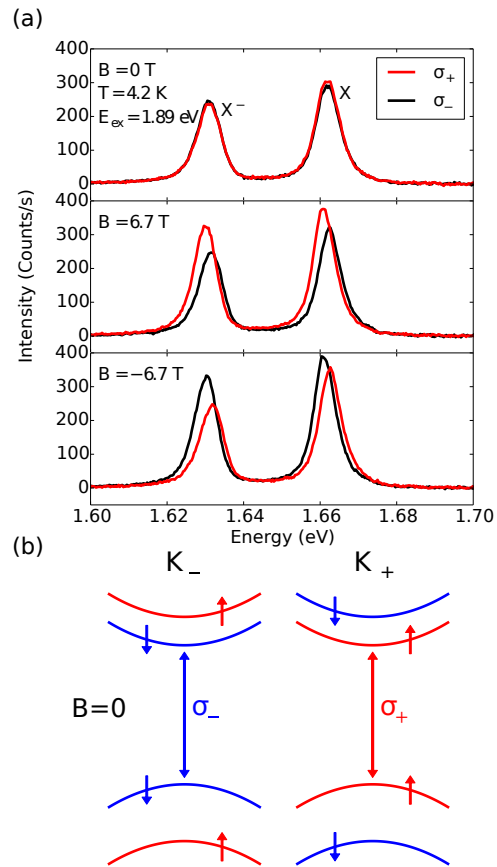 (a)
400
300
200
100
0
B=0 T
T=4.2 K
E_ex=1.89 eV
X⁻
X
σ₊
σ₋
400
300
200
100
0
B=6.7 T
Intensity (Counts/s)
400
300
200
100
0
B=−6.7 T
1.60 1.62 1.64 1.66 1.68 1.70
Energy (eV)
(b)
K₋ K₊
B=0
σ₋ σ₊